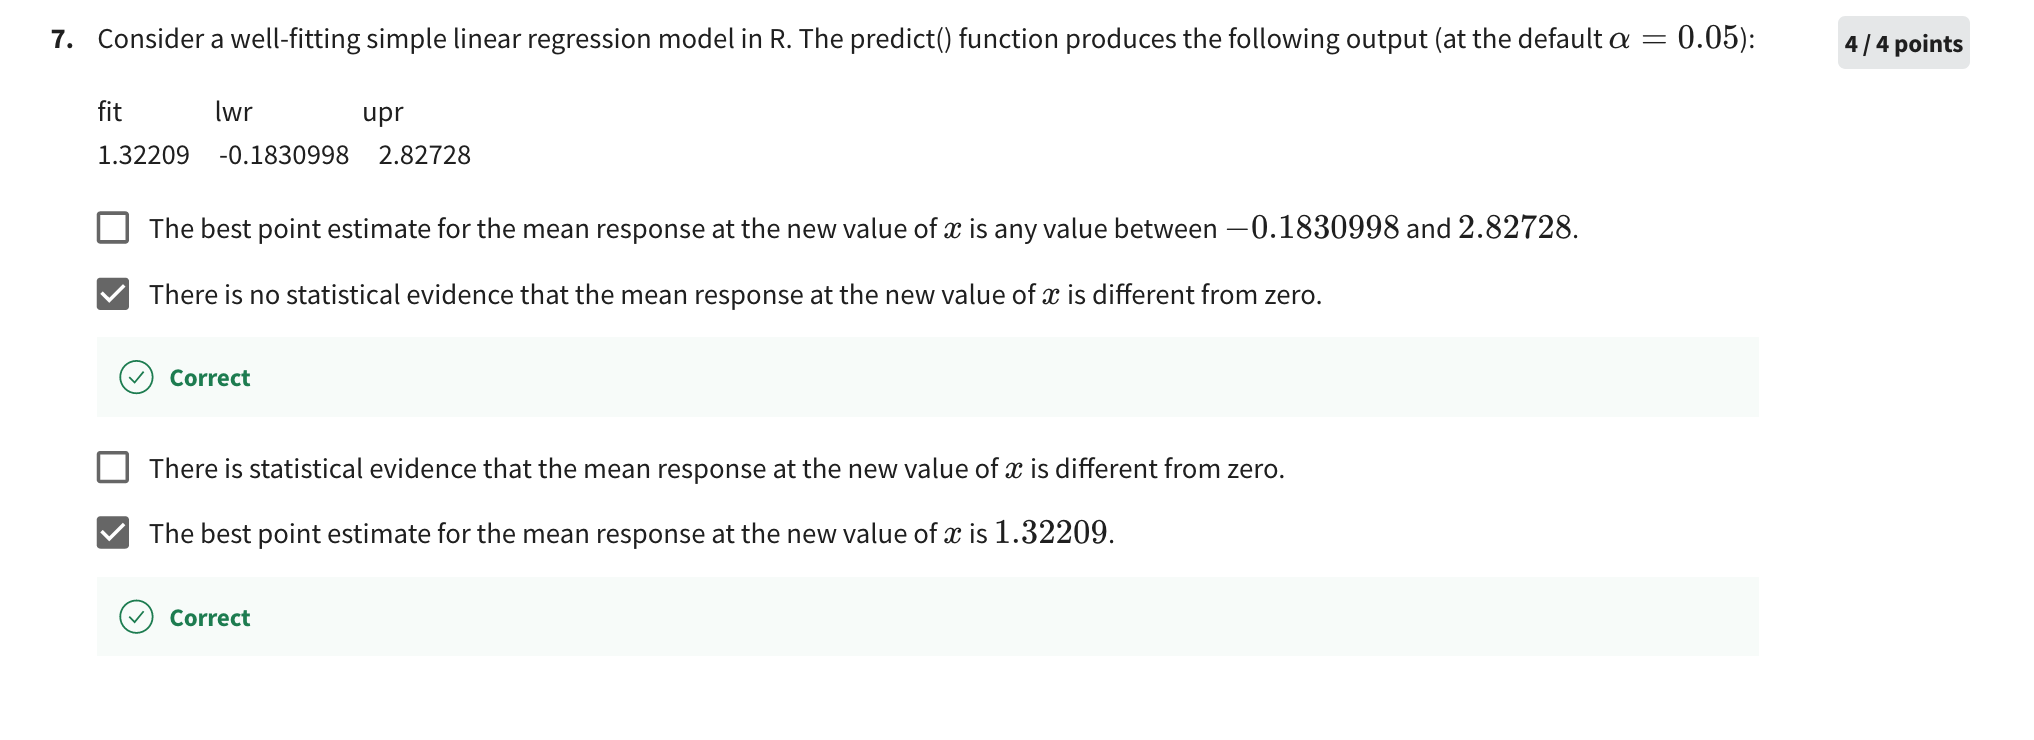 7. Consider a well-fitting simple linear regression model in R. The predict() function produces the following output (at the default α = 0.05):
4 / 4 points
fit lwr upr
1.32209 -0.1830998 2.82728
The best point estimate for the mean response at the new value of x is any value between −0.1830998 and 2.82728.
There is no statistical evidence that the mean response at the new value of x is different from zero.
Correct
There is statistical evidence that the mean response at the new value of x is different from zero.
The best point estimate for the mean response at the new value of x is 1.32209.
Correct